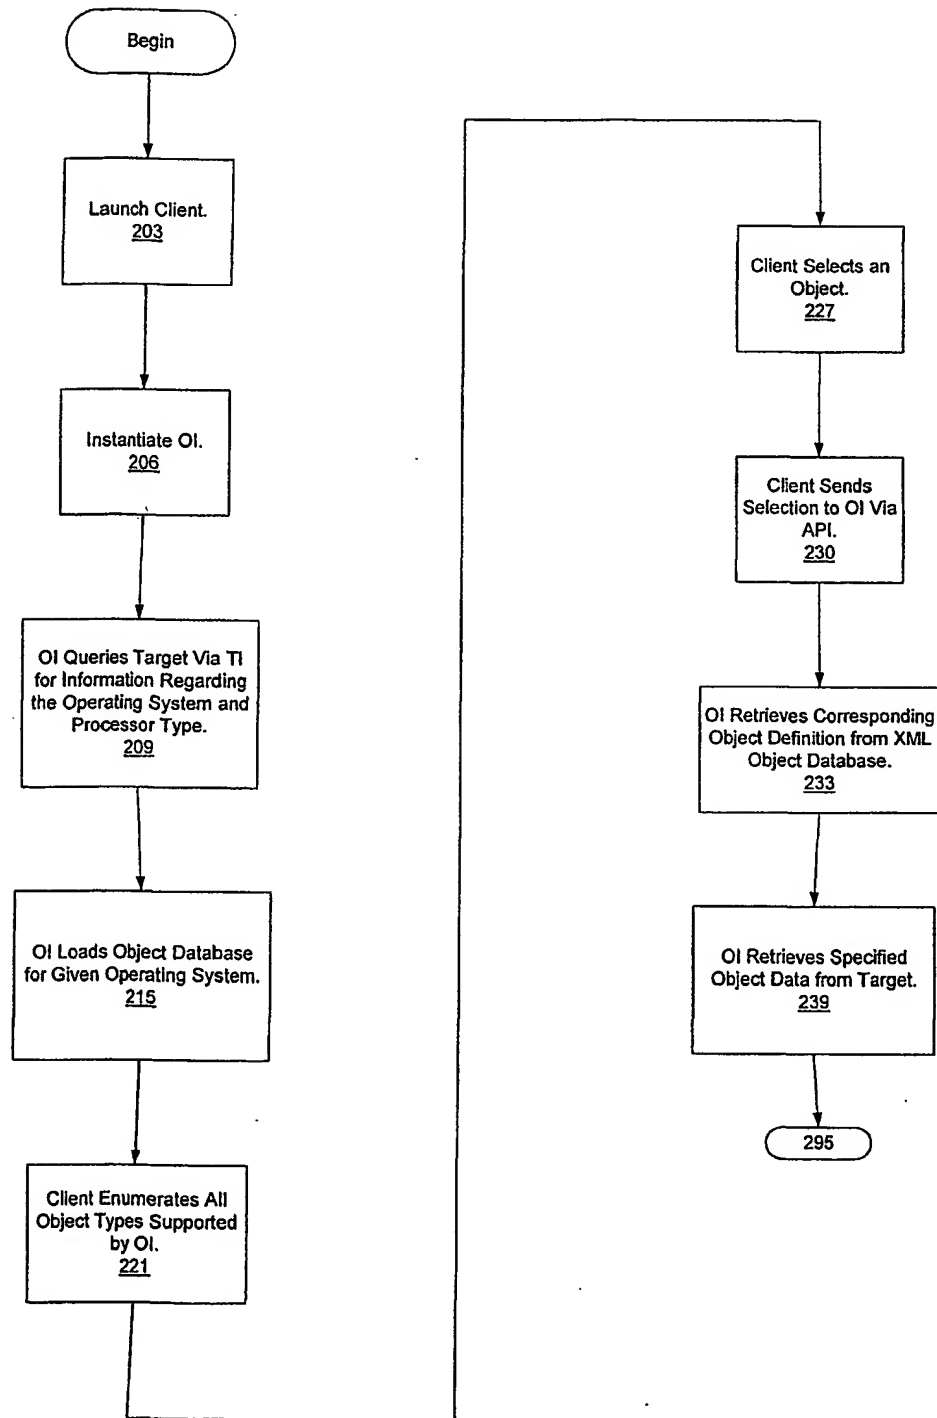 Begin
Launch Client.
203
Instantiate OI.
206
OI Queries Target Via TI
for Information Regarding
the Operating System and
Processor Type.
209
OI Loads Object Database
for Given Operating System.
215
Client Enumerates All
Object Types Supported
by OI.
221
Client Selects an
Object.
227
Client Sends
Selection to OI Via
API.
230
OI Retrieves Corresponding
Object Definition from XML
Object Database.
233
OI Retrieves Specified
Object Data from Target.
239
295